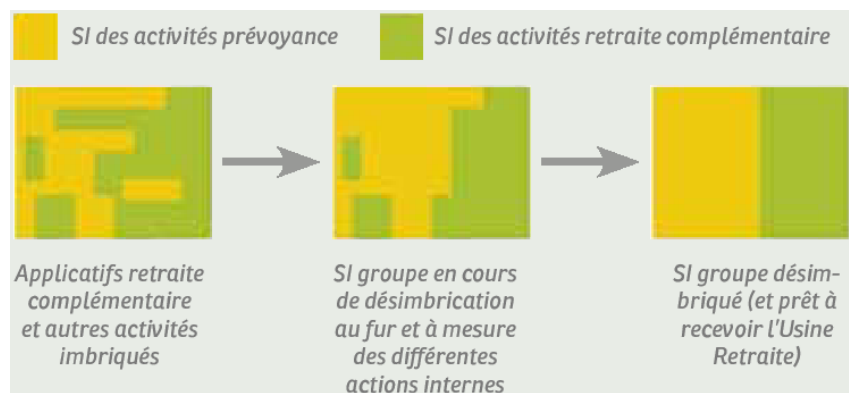 SI des activités prévoyance
SI des activités retraite complémentaire
Applicatifs retraite
complémentaire
et autres activités
imbriqués
SI groupe en cours
de désimbrication
au fur et à mesure
des différentes
actions internes
SI groupe désim-
briqué (et prêt à
recevoir l'Usine
Retraite)